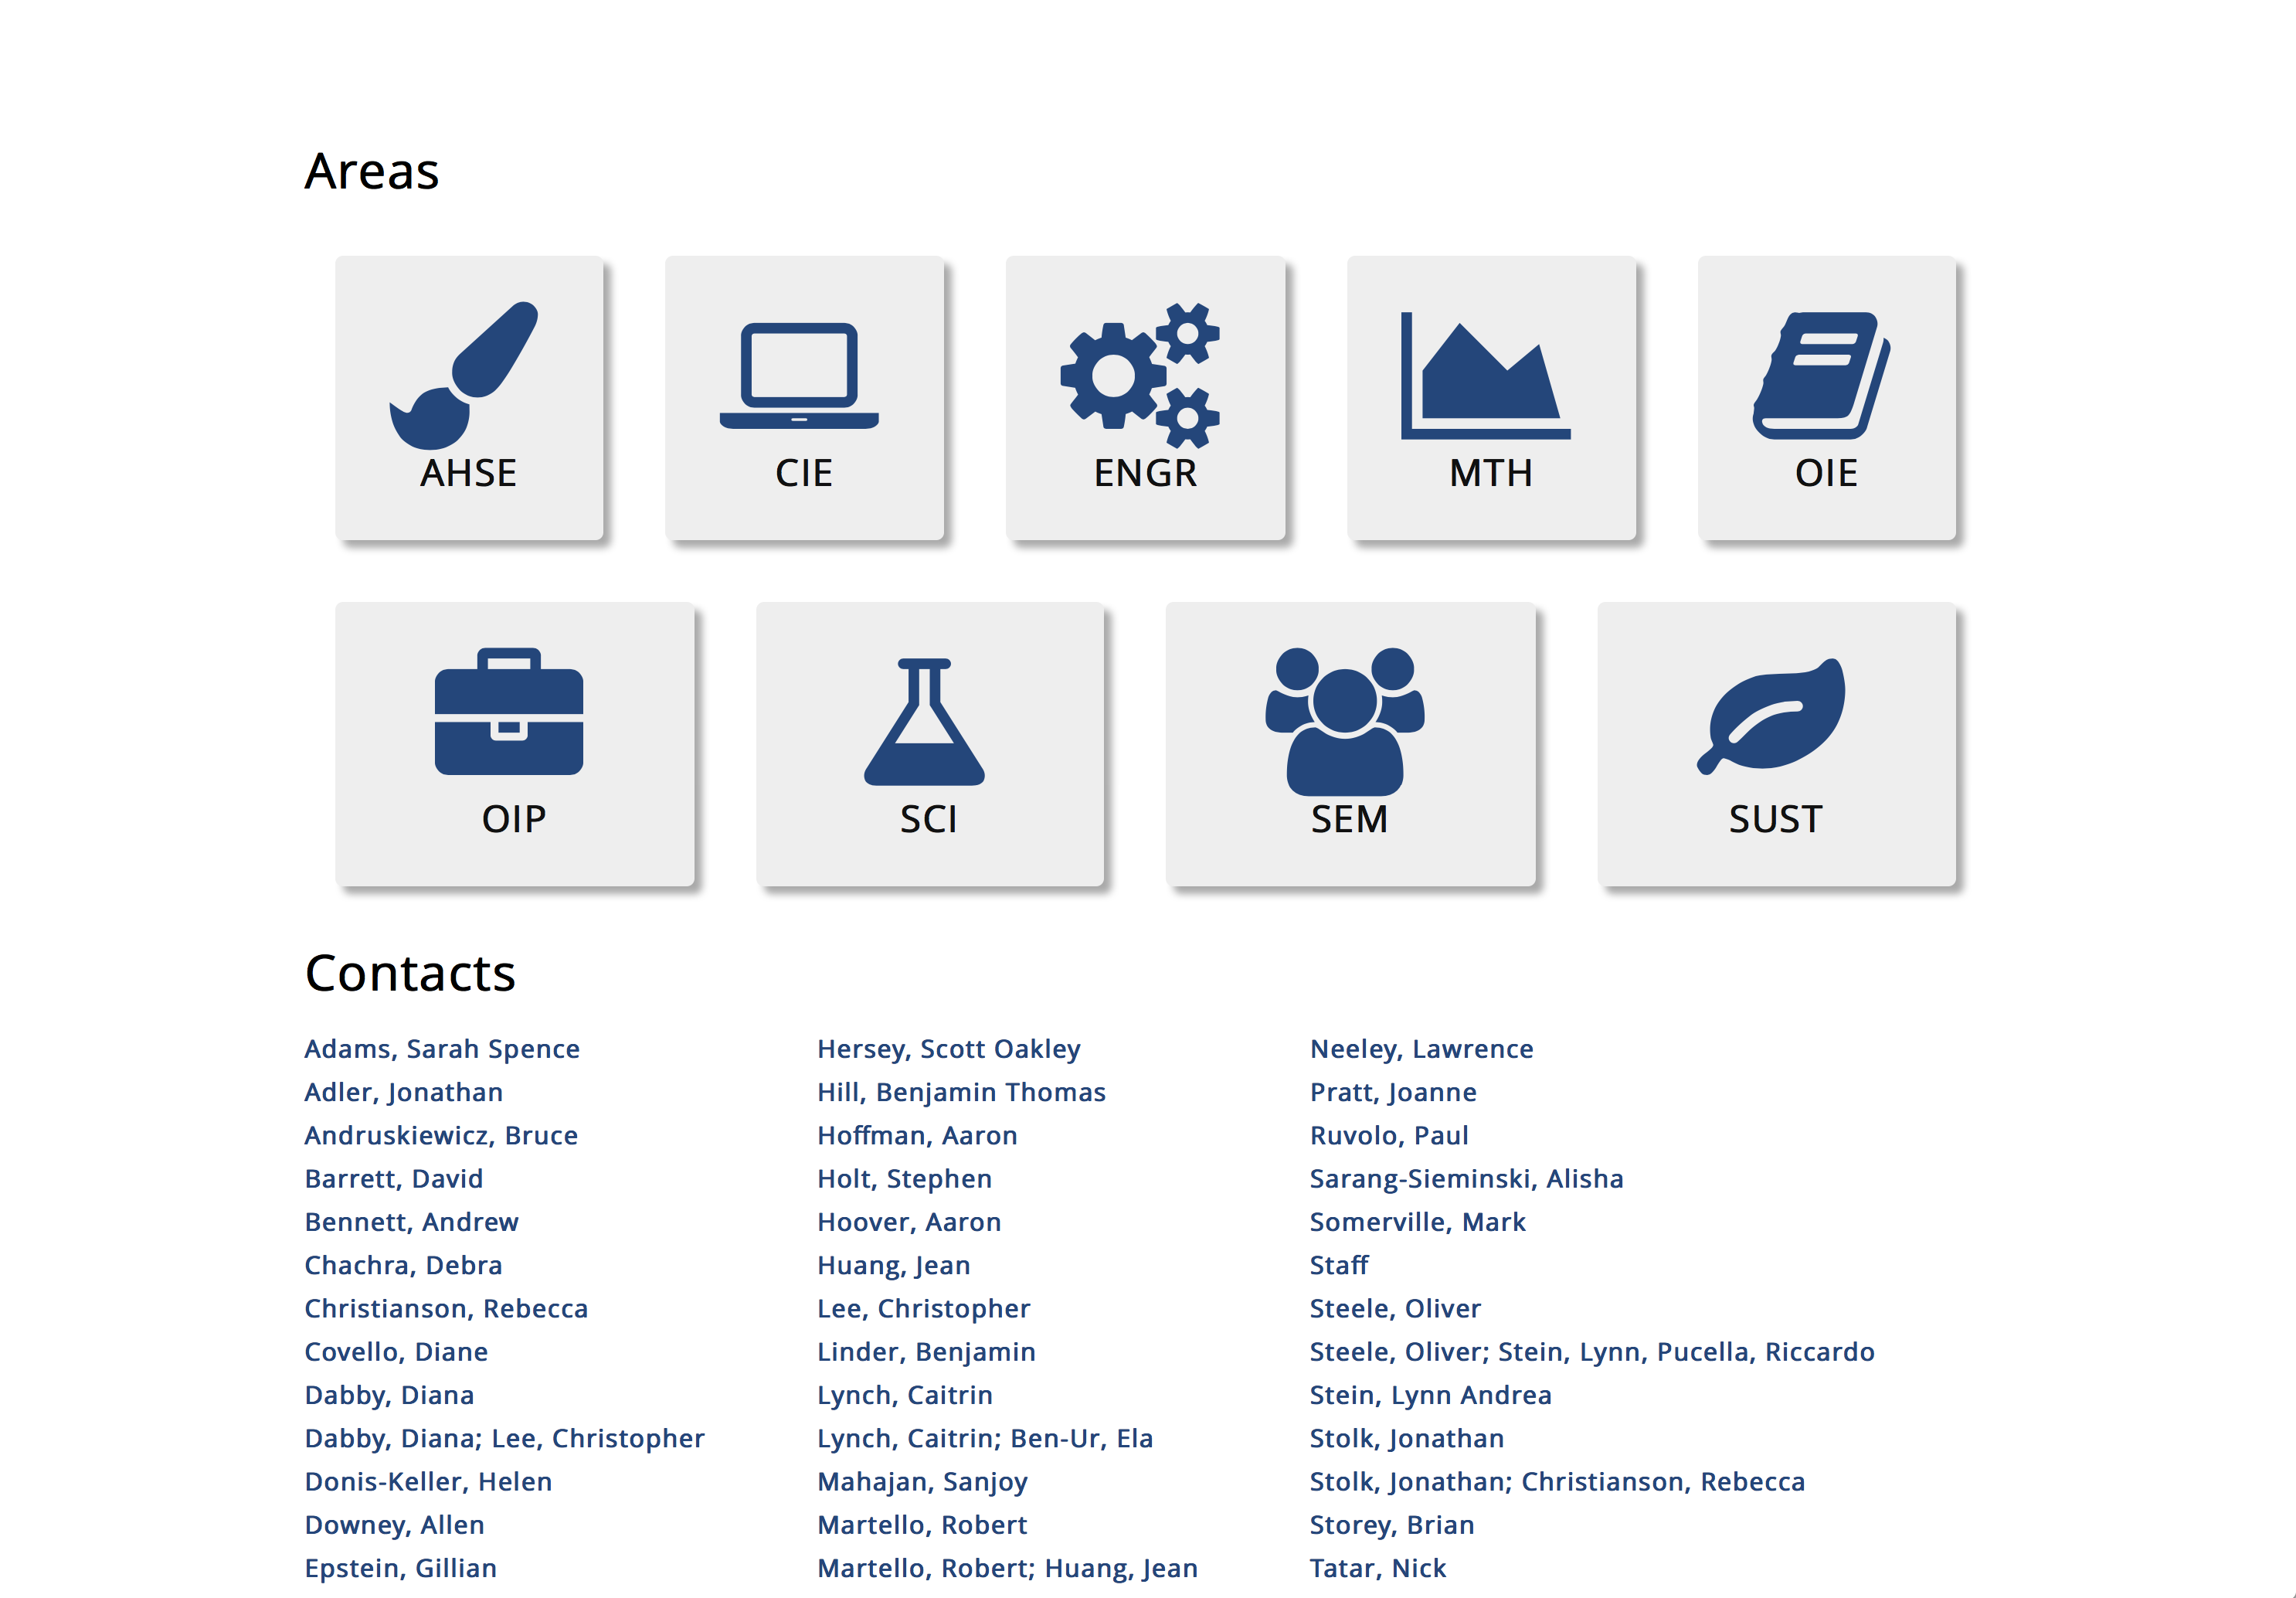 Areas
AHSE
CIE
ENGR
MTH
OIE
OIP
SCI
SEM
SUST
Contacts
Adams, Sarah Spence
Adler, Jonathan
Andruskiewicz, Bruce
Barrett, David
Bennett, Andrew
Chachra, Debra
Christianson, Rebecca
Covello, Diane
Dabby, Diana
Dabby, Diana; Lee, Christopher
Donis-Keller, Helen
Downey, Allen
Epstein, Gillian
Hersey, Scott Oakley
Hill, Benjamin Thomas
Hoffman, Aaron
Holt, Stephen
Hoover, Aaron
Huang, Jean
Lee, Christopher
Linder, Benjamin
Lynch, Caitrin
Lynch, Caitrin; Ben-Ur, Ela
Mahajan, Sanjoy
Martello, Robert
Martello, Robert; Huang, Jean
Neeley, Lawrence
Pratt, Joanne
Ruvolo, Paul
Sarang-Sieminski, Alisha
Somerville, Mark
Staff
Steele, Oliver
Steele, Oliver; Stein, Lynn, Pucella, Riccardo
Stein, Lynn Andrea
Stolk, Jonathan
Stolk, Jonathan; Christianson, Rebecca
Storey, Brian
Tatar, Nick